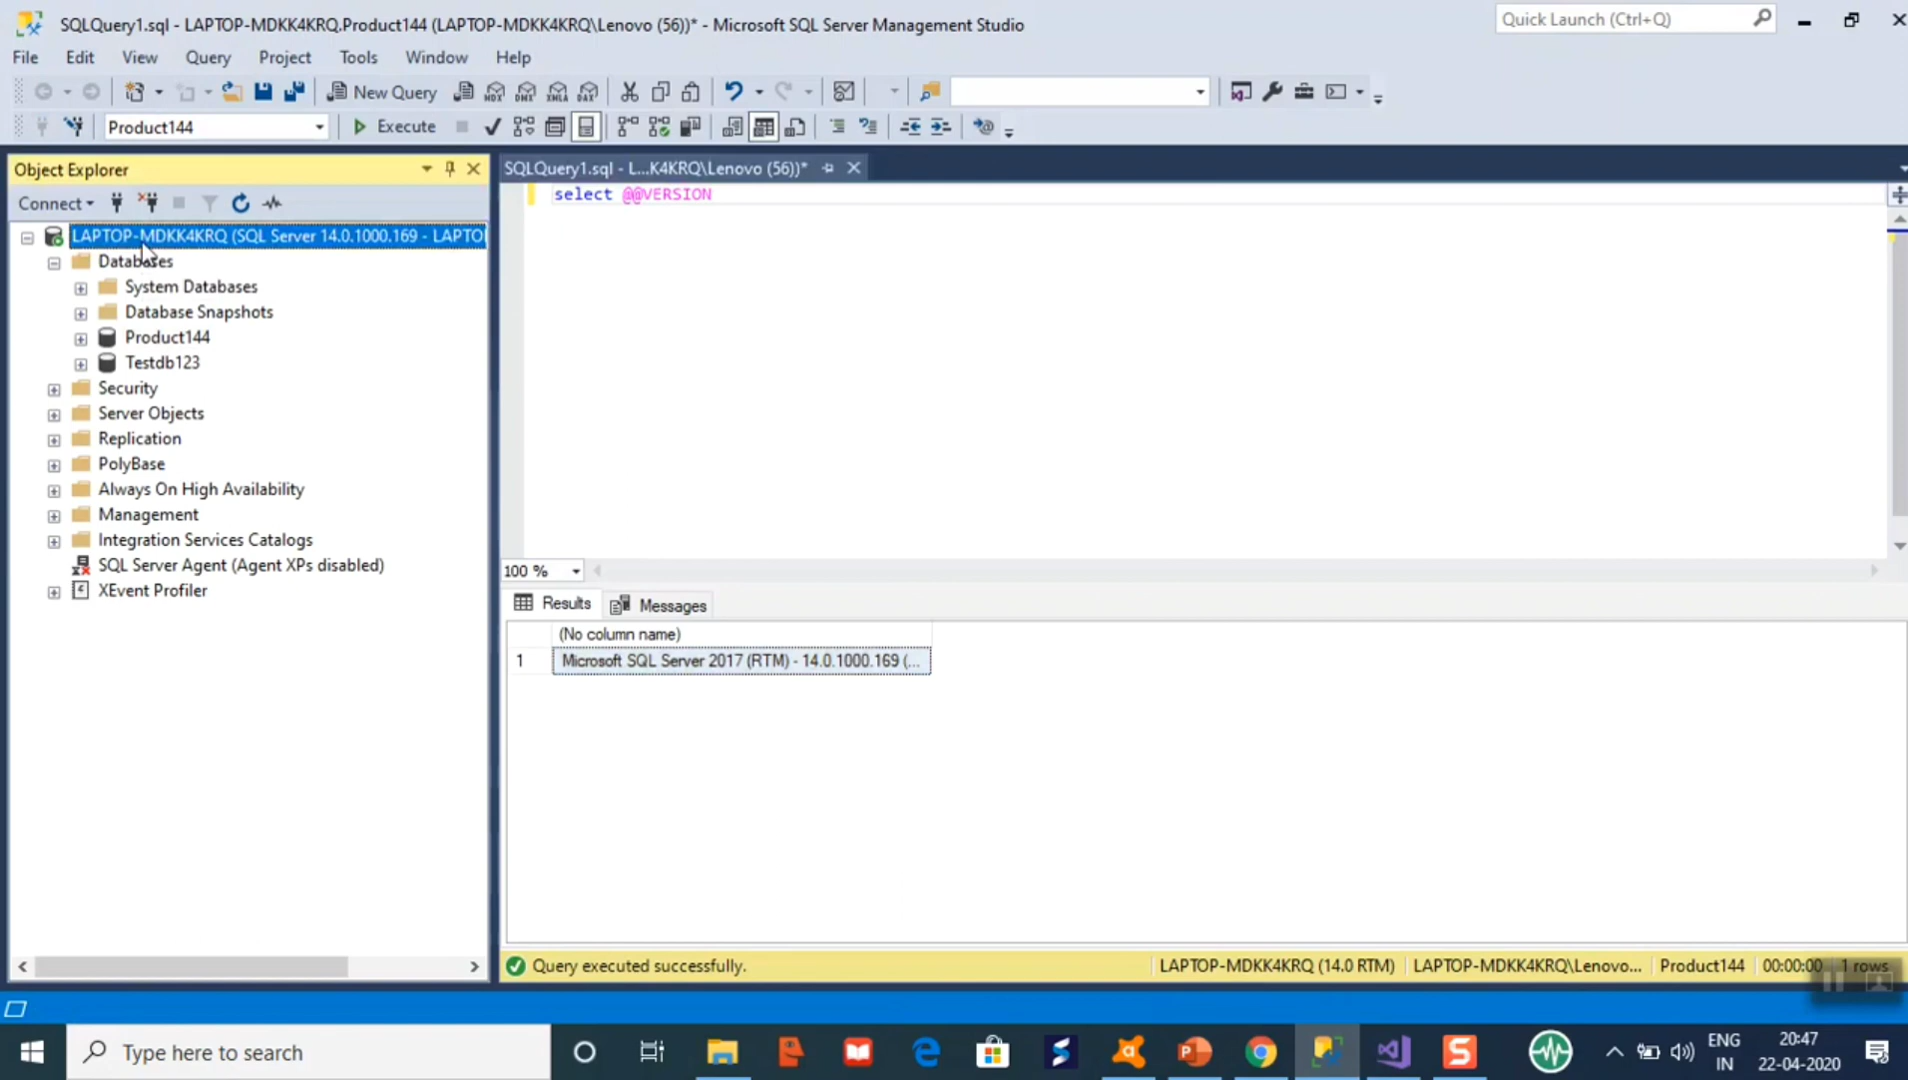 SQLQuery1.sql - LAPTOP-MDKK4KRQ.Product144 (LAPTOP-MDKK4KRQ\Lenovo (56))* - Microsoft SQL Server Management Studio
Quick Launch (Ctrl+Q)
File Edit View Query Project Tools Window Help
New Query
MDX DMX XMLA DAX
Product144
Execute
Object Explorer
SQLQuery1.sql - L...K4KRQ\Lenovo (56))*
Connect
select @@VERSION
LAPTOP-MDKK4KRQ (SQL Server 14.0.1000.169 - LAPTO
Databases
System Databases
Database Snapshots
Product144
Testdb123
Security
Server Objects
Replication
PolyBase
Always On High Availability
Management
Integration Services Catalogs
SQL Server Agent (Agent XPs disabled)
XEvent Profiler
100 %
Results
Messages
(No column name)
1 Microsoft SQL Server 2017 (RTM) - 14.0.1000.169 (...
Query executed successfully.
LAPTOP-MDKK4KRQ (14.0 RTM)
LAPTOP-MDKK4KRQ\Lenovo...
Product144
00:00:00
1 rows
Type here to search
ENG
IN
20:47
22-04-2020